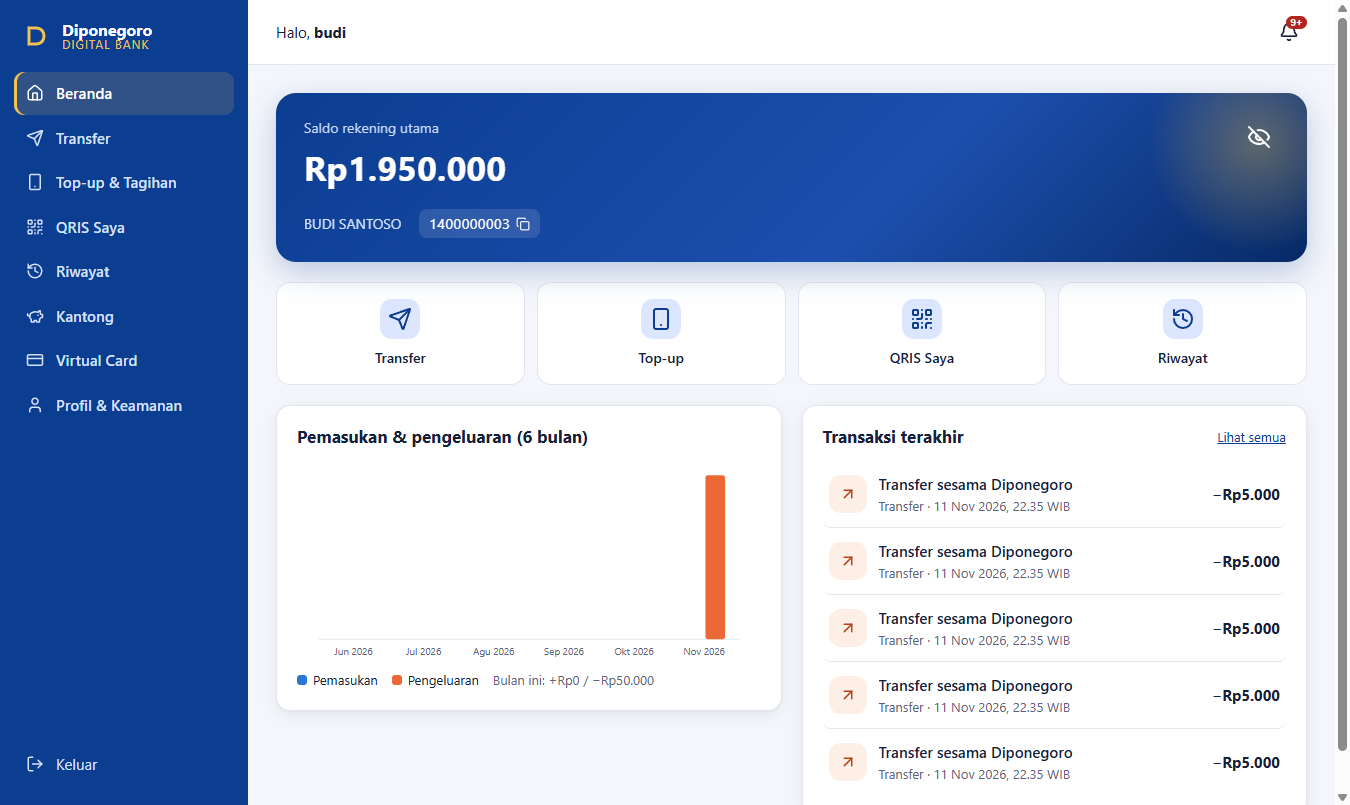 Diponegoro
DIGITAL BANK
Beranda
Transfer
Top-up & Tagihan
QRIS Saya
Riwayat
Kantong
Virtual Card
Profil & Keamanan
Keluar
Halo, budi
9+
Saldo rekening utama
Rp1.950.000
BUDI SANTOSO 1400000003
Transfer
Top-up
QRIS Saya
Riwayat
Pemasukan & pengeluaran (6 bulan)
Jun 2026 Jul 2026 Agu 2026 Sep 2026 Okt 2026 Nov 2026
Pemasukan Pengeluaran Bulan ini: +Rp0 / −Rp50.000
Transaksi terakhir Lihat semua
Transfer sesama Diponegoro
Transfer · 11 Nov 2026, 22.35 WIB
−Rp5.000
Transfer sesama Diponegoro
Transfer · 11 Nov 2026, 22.35 WIB
−Rp5.000
Transfer sesama Diponegoro
Transfer · 11 Nov 2026, 22.35 WIB
−Rp5.000
Transfer sesama Diponegoro
Transfer · 11 Nov 2026, 22.35 WIB
−Rp5.000
Transfer sesama Diponegoro
Transfer · 11 Nov 2026, 22.35 WIB
−Rp5.000